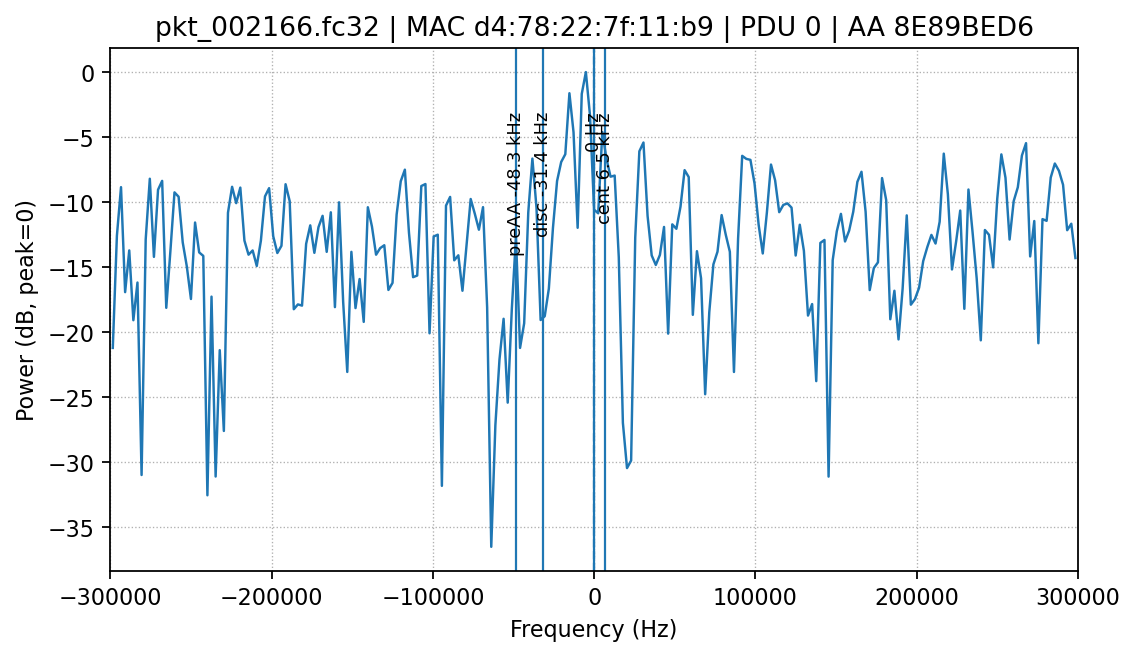 pkt_002166.fc32 | MAC d4:78:22:7f:11:b9 | PDU 0 | AA 8E89BED6
Power (dB, peak=0)
0
−5
−10
−15
−20
−25
−30
−35
preAA -48.3 kHz
disc -31.4 kHz
0 Hz
cent 6.5 kHz
−300000
−200000
−100000
0
100000
200000
300000
Frequency (Hz)